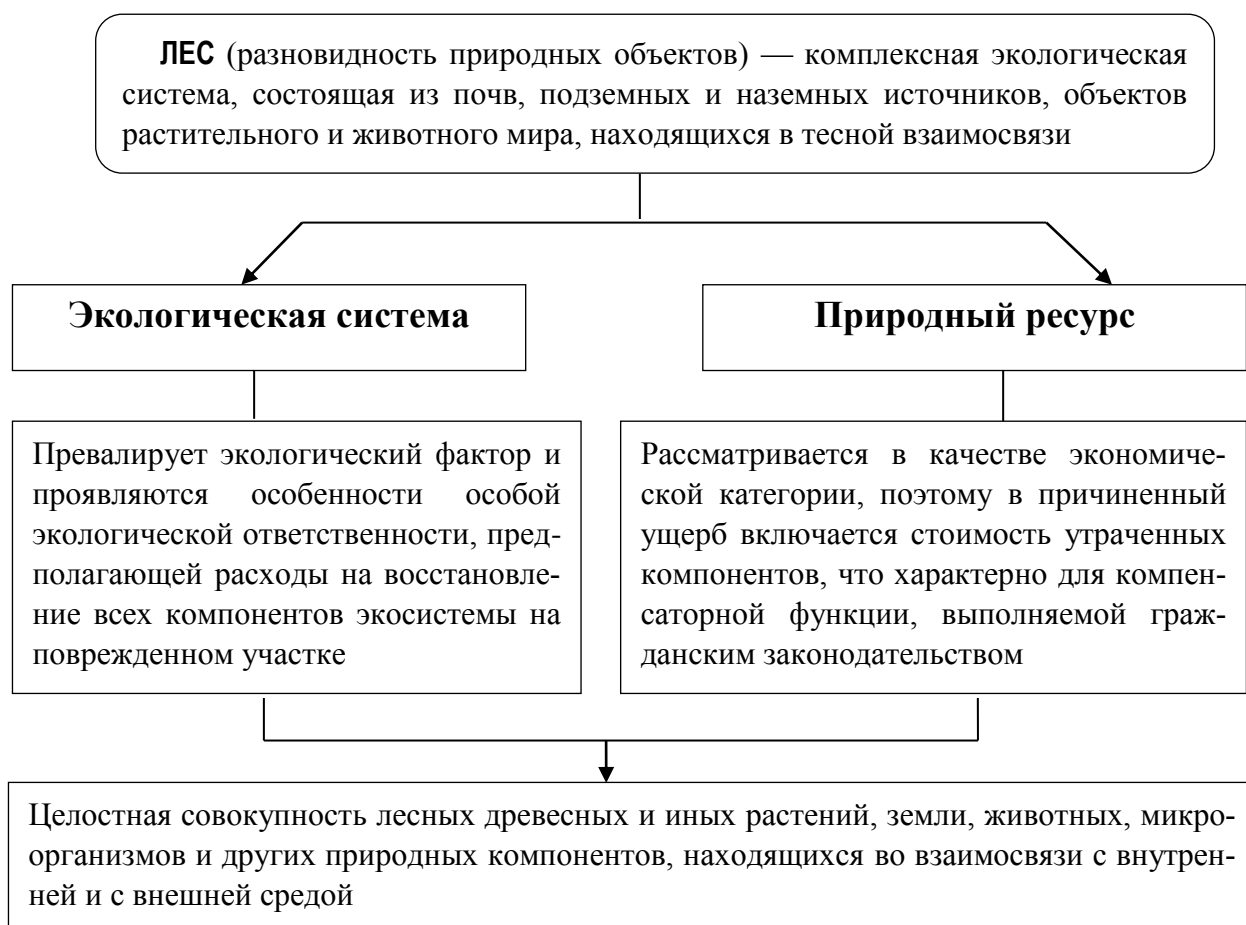 ЛЕС (разновидность природных объектов) — комплексная экологическая
система, состоящая из почв, подземных и наземных источников, объектов
растительного и животного мира, находящихся в тесной взаимосвязи
Экологическая система
Природный ресурс
Превалирует экологический фактор и
проявляются особенности особой
экологической ответственности, пред-
полагающей расходы на восстановле-
ние всех компонентов экосистемы на
поврежденном участке
Рассматривается в качестве экономиче-
ской категории, поэтому в причиненный
ущерб включается стоимость утраченных
компонентов, что характерно для компен-
саторной функции, выполняемой граж-
данским законодательством
Целостная совокупность лесных древесных и иных растений, земли, животных, микро-
организмов и других природных компонентов, находящихся во взаимосвязи с внутрен-
ней и с внешней средой